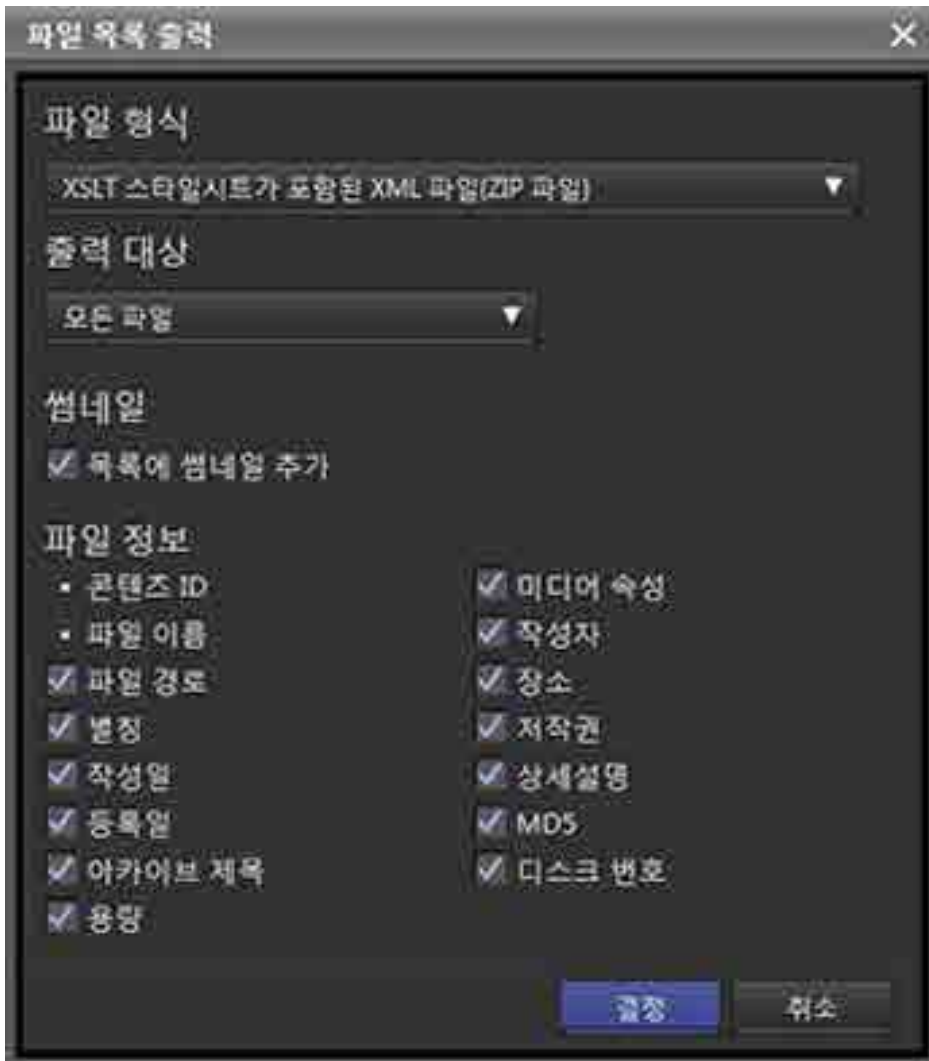 파일 목록 출력
파일 형식
XSLT 스타일시트가 포함된 XML 파일(ZIP 파일)
출력 대상
모든 파일
썸네일
목록에 썸네일 추가
파일 정보
콘텐츠 ID
파일 이름
파일 경로
별칭
작성일
등록일
아카이브 제목
용량
미디어 속성
작성자
장소
저작권
상세설명
MD5
디스크 번호
결정
취소